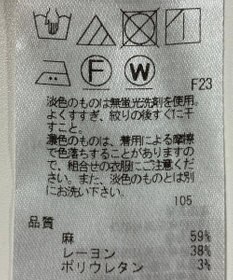 F W
F23
淡色のものは無蛍光洗剤を使用。
よくすすぎ、絞りの後すぐに干
すこと。
濃色のものは、着用による摩擦
で色落ちすることがありますの
で、組合せの衣服にご注意くだ
さい。また、淡色のものとは別
にお洗い下さい。
105
品質
麻 59%
レーヨン 38%
ポリウレタン 3%